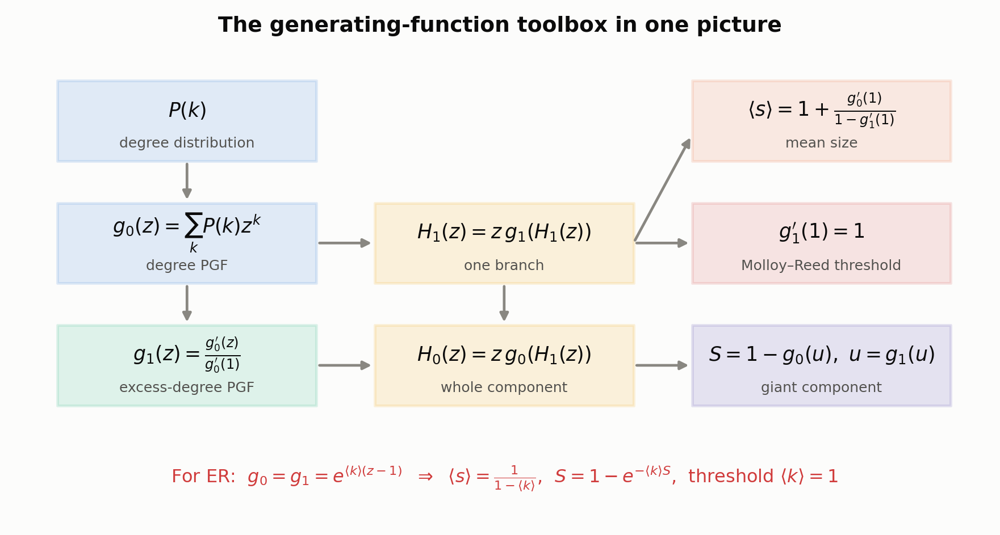 The generating-function toolbox in one picture
P(k)
degree distribution
g₀(z) = ∑ₖ P(k)zᵏ
degree PGF
g₁(z) = g₀′(z) / g₀′(1)
excess-degree PGF
H₁(z) = z g₁(H₁(z))
one branch
H₀(z) = z g₀(H₁(z))
whole component
⟨s⟩ = 1 + g₀′(1) / (1 − g₁′(1))
mean size
g₁′(1) = 1
Molloy–Reed threshold
S = 1 − g₀(u), u = g₁(u)
giant component
For ER: g₀ = g₁ = e^{⟨k⟩(z − 1)} ⇒ ⟨s⟩ = 1 / (1 − ⟨k⟩), S = 1 − e^{−⟨k⟩S}, threshold ⟨k⟩ = 1